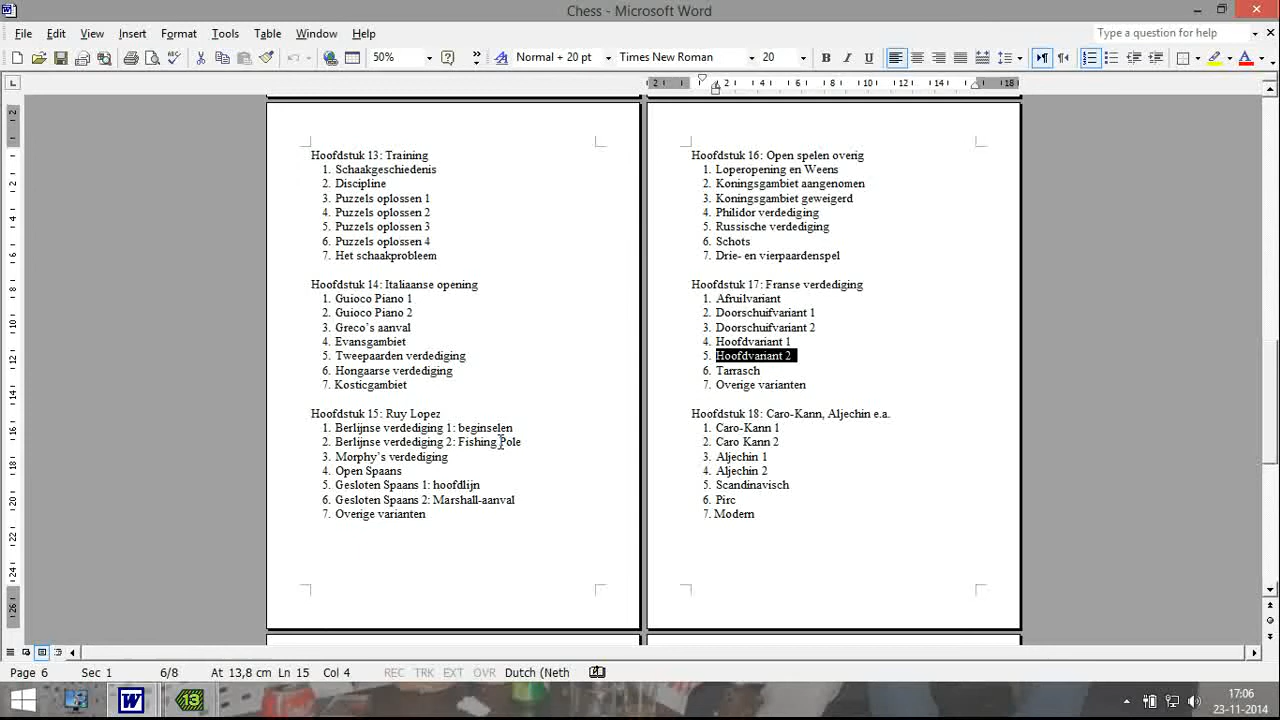 Chess - Microsoft Word
File Edit View Insert Format Tools Table Window Help
Type a question for help
50% Normal + 20 pt Times New Roman 20 B I U
2 2 4 6 8 10 12 14 18
Hoofdstuk 13: Training
1. Schaakgeschiedenis
2. Discipline
3. Puzzels oplossen 1
4. Puzzels oplossen 2
5. Puzzels oplossen 3
6. Puzzels oplossen 4
7. Het schaakprobleem
Hoofdstuk 14: Italiaanse opening
1. Guioco Piano 1
2. Guioco Piano 2
3. Greco's aanval
4. Evansgambiet
5. Tweepaarden verdediging
6. Hongaarse verdediging
7. Kosticgambiet
Hoofdstuk 15: Ruy Lopez
1. Berlijnse verdediging 1: beginselen
2. Berlijnse verdediging 2: Fishing Pole
3. Morphy's verdediging
4. Open Spaans
5. Gesloten Spaans 1: hoofdlijn
6. Gesloten Spaans 2: Marshall-aanval
7. Overige varianten
Hoofdstuk 16: Open spelen overig
1. Loperopening en Weens
2. Koningsgambiet aangenomen
3. Koningsgambiet geweigerd
4. Philidor verdediging
5. Russische verdediging
6. Schots
7. Drie- en vierpaardenspel
Hoofdstuk 17: Franse verdediging
1. Afruilvariant
2. Doorschuifvariant 1
3. Doorschuifvariant 2
4. Hoofdvariant 1
5. Hoofdvariant 2
6. Tarrasch
7. Overige varianten
Hoofdstuk 18: Caro-Kann, Aljechin e.a.
1. Caro-Kann 1
2. Caro Kann 2
3. Aljechin 1
4. Aljechin 2
5. Scandinavisch
6. Pirc
7. Modern
Page 6 Sec 1 6/8 At 13,8 cm Ln 15 Col 4 REC TRK EXT OVR Dutch (Neth
13
17:06
23-11-2014